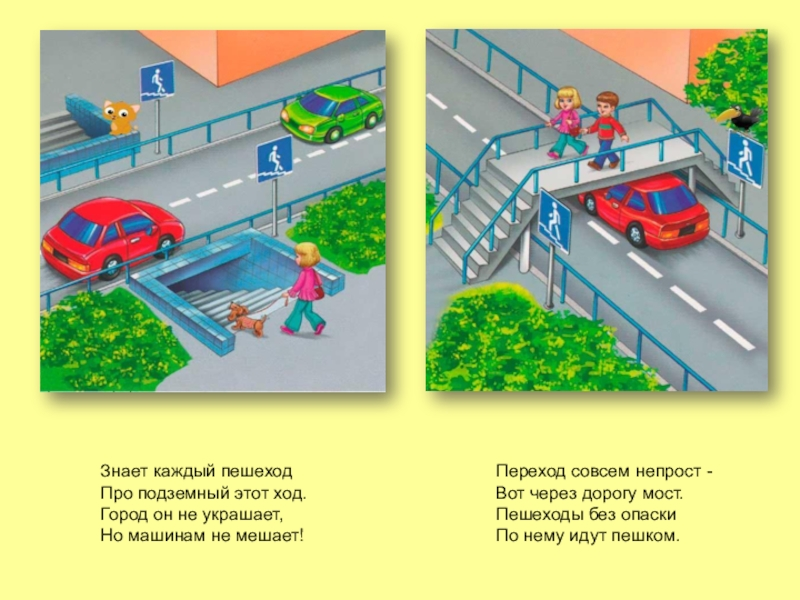 Знает каждый пешеход
Про подземный этот ход.
Город он не украшает,
Но машинам не мешает!
Переход совсем непрост -
Вот через дорогу мост.
Пешеходы без опаски
По нему идут пешком.